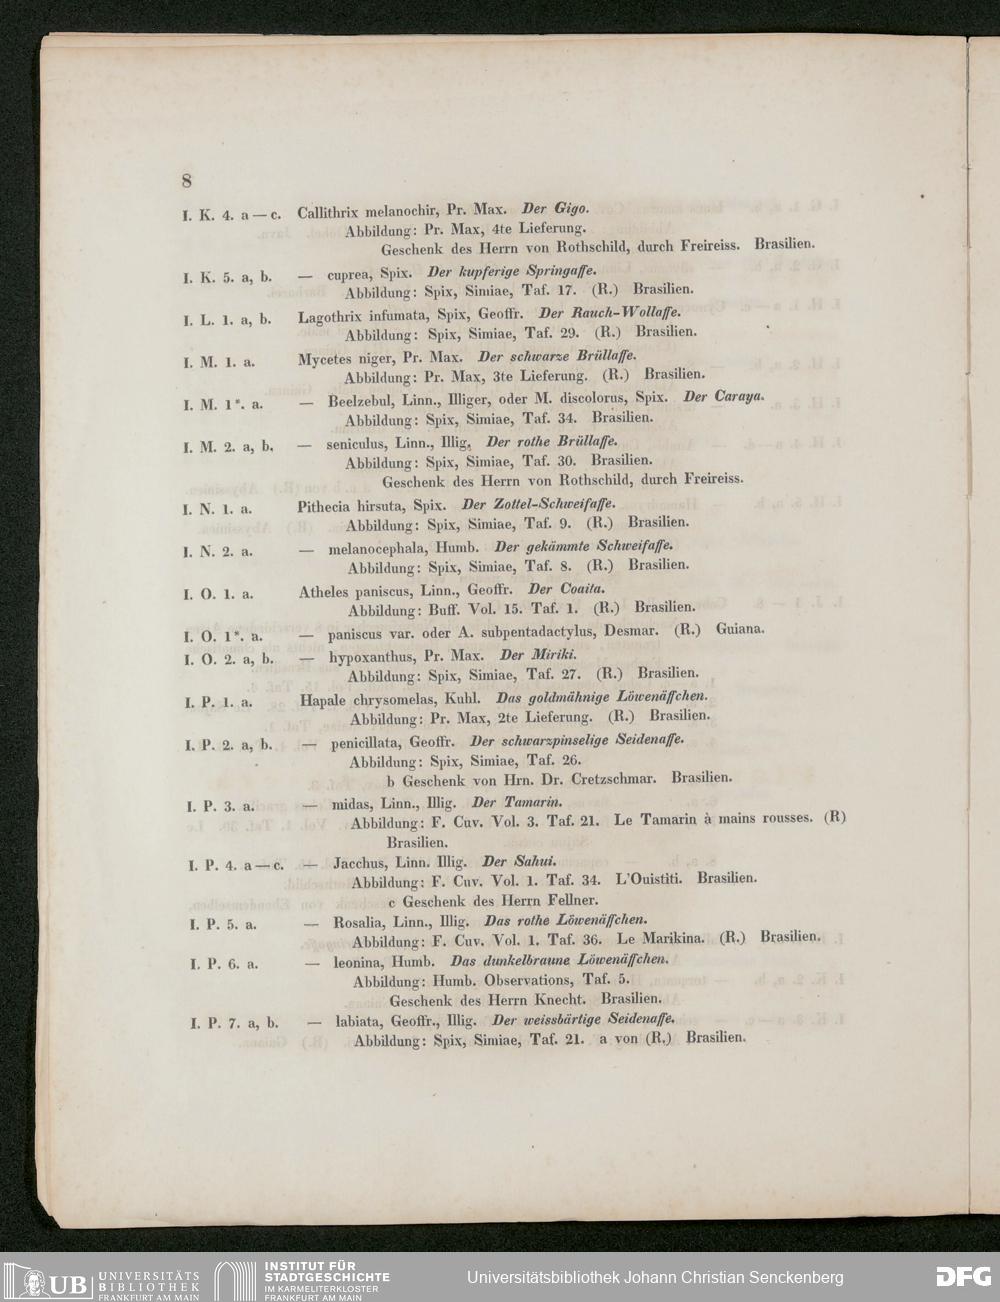 8
I. K. 4. a — c. Callithrix melanochir, Pr. Max. Der Gigo.
Abbildung: Pr. Max, 4te Lieferung.
Geschenk des Herrn von Rothschild, durch Freireiss. Brasilien.
I. K. 5. a, b. — cuprea, Spix. Der kupferige Springaffe.
Abbildung: Spix, Simiae, Taf. 17. (R.) Brasilien.
I. L. 1. a, b. Lagothrix infumata, Spix, Geoffr. Der Rauch-Wollaffe.
Abbildung: Spix, Simiae, Taf. 29. (R.) Brasilien.
I. M. 1. a. Mycetes niger, Pr. Max. Der schwarze Brüllaffe.
Abbildung: Pr. Max, 3te Lieferung. (R.) Brasilien.
I. M. 1*. a. — Beelzebul, Linn., Illiger, oder M. discolorus, Spix. Der Caraya.
Abbildung: Spix, Simiae, Taf. 34. Brasilien.
I. M. 2. a, b. — seniculus, Linn., Illig. Der rothe Brüllaffe.
Abbildung: Spix, Simiae, Taf. 30. Brasilien.
Geschenk des Herrn von Rothschild, durch Freireiss.
I. N. 1. a. Pithecia hirsuta, Spix. Der Zottel-Schweifaffe.
Abbildung: Spix, Simiae, Taf. 9. (R.) Brasilien.
I. N. 2. a. — melanocephala, Humb. Der gekämmte Schweifaffe.
Abbildung: Spix, Simiae, Taf. 8. (R.) Brasilien.
I. O. 1. a. Atheles paniscus, Linn., Geoffr. Der Coaita.
Abbildung: Buff. Vol. 15. Taf. 1. (R.) Brasilien.
I. O. 1*. a. — paniscus var. oder A. subpentadactylus, Desmar. (R.) Guiana.
I. O. 2. a, b. — hypoxanthus, Pr. Max. Der Miriki.
Abbildung: Spix, Simiae, Taf. 27. (R.) Brasilien.
I. P. 1. a. Hapale chrysomelas, Kuhl. Das goldmähnige Löwenäffchen.
Abbildung: Pr. Max, 2te Lieferung. (R.) Brasilien.
I. P. 2. a, b. — penicillata, Geoffr. Der schwarzpinselige Seidenaffe.
Abbildung: Spix, Simiae, Taf. 26.
b Geschenk von Hrn. Dr. Cretzschmar. Brasilien.
I. P. 3. a. — midas, Linn., Illig. Der Tamarin.
Abbildung: F. Cuv. Vol. 3. Taf. 21. Le Tamarin à mains rousses. (R)
Brasilien.
I. P. 4. a — c. — Jacchus, Linn. Illig. Der Sahui.
Abbildung: F. Cuv. Vol. 1. Taf. 34. L'Ouistiti. Brasilien.
c Geschenk des Herrn Fellner.
I. P. 5. a. — Rosalia, Linn., Illig. Das rothe Löwenäffchen.
Abbildung: F. Cuv. Vol. 1. Taf. 36. Le Marikina. (R.) Brasilien.
I. P. 6. a. — leonina, Humb. Das dunkelbraune Löwenäffchen.
Abbildung: Humb. Observations, Taf. 5.
Geschenk des Herrn Knecht. Brasilien.
I. P. 7. a, b. — labiata, Geoffr., Illig. Der weissbärtige Seidenaffe.
Abbildung: Spix, Simiae, Taf. 21. a von (R.) Brasilien.
UB UNIVERSITÄTS
BIBLIOTHEK
FRANKFURT AM MAIN
INSTITUT FÜR
STADTGESCHICHTE
IM KARMELITERKLOSTER
FRANKFURT AM MAIN
Universitätsbibliothek Johann Christian Senckenberg
DFG